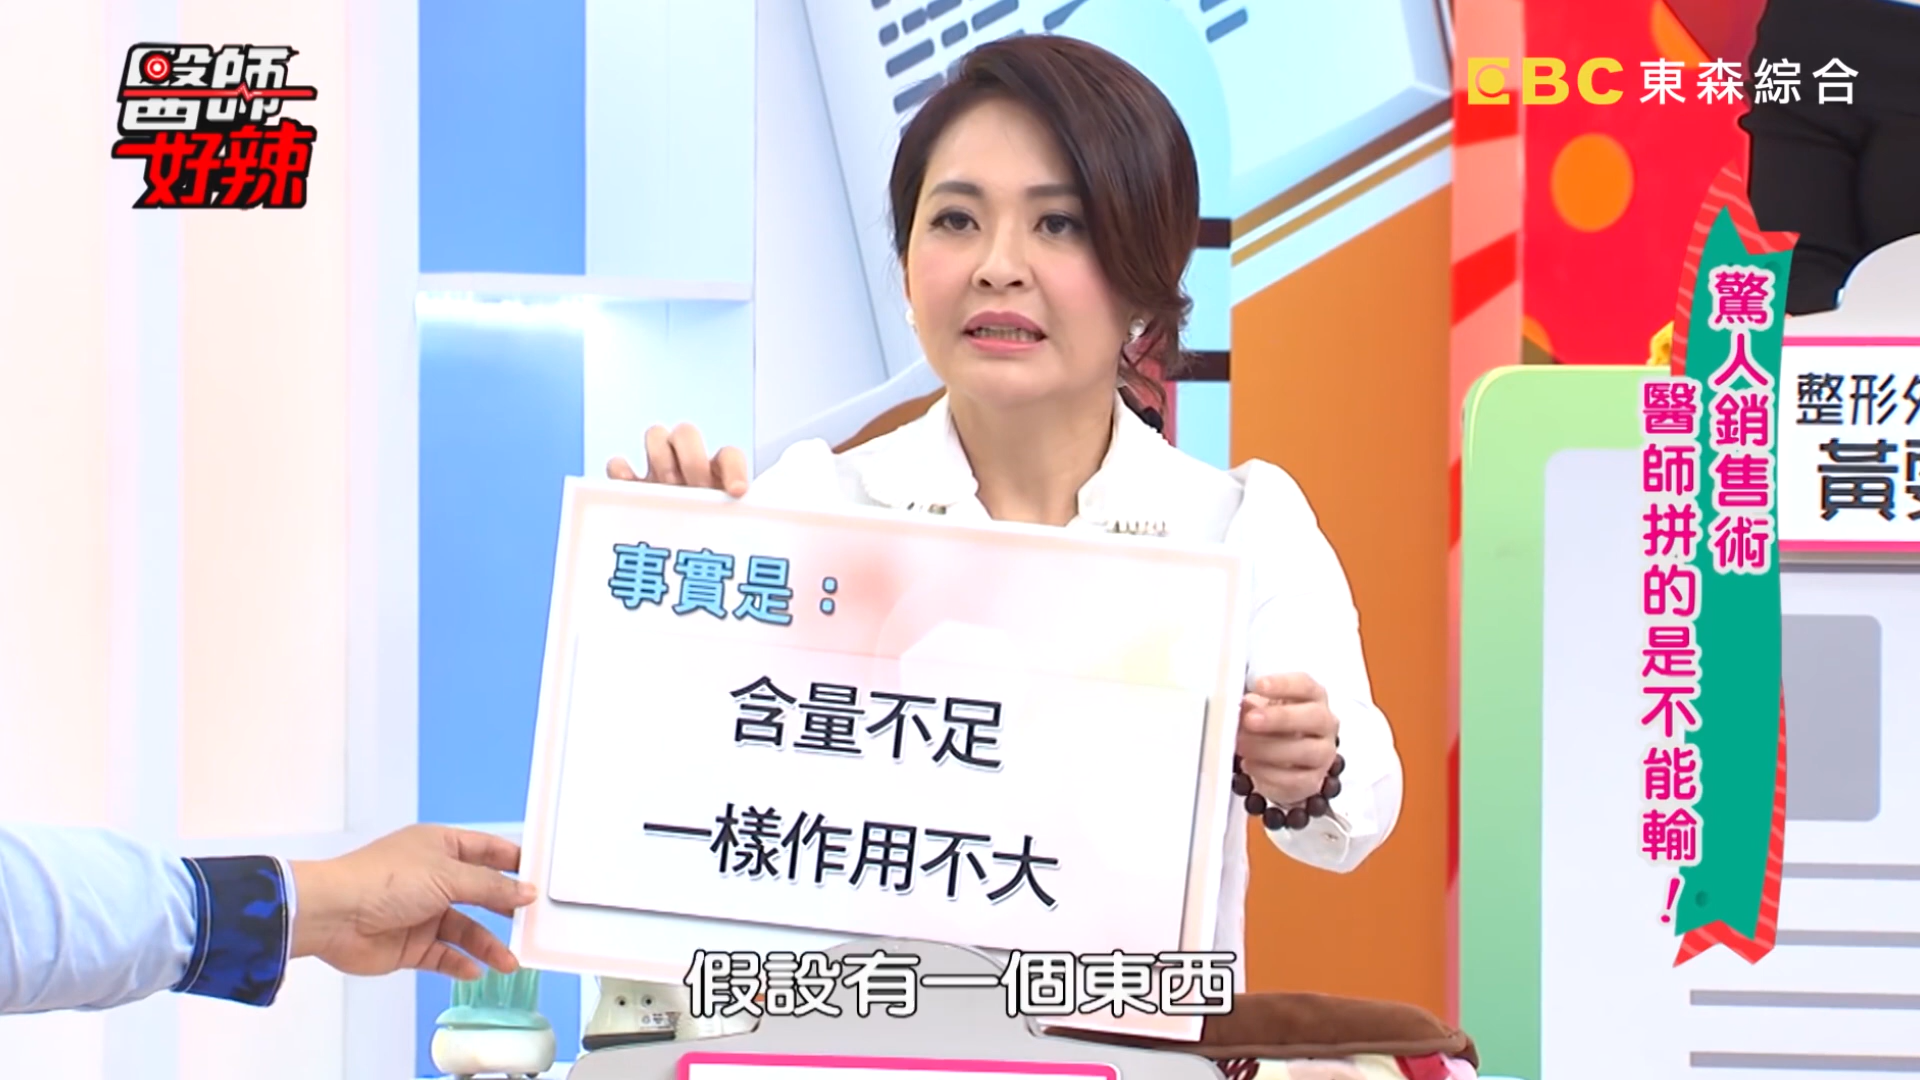 醫師
好辣
EBC 東森綜合
驚人銷售術
醫師拼的是不能輸！
整形
黃
事實是：
含量不足
一樣作用不大
假設有一個東西